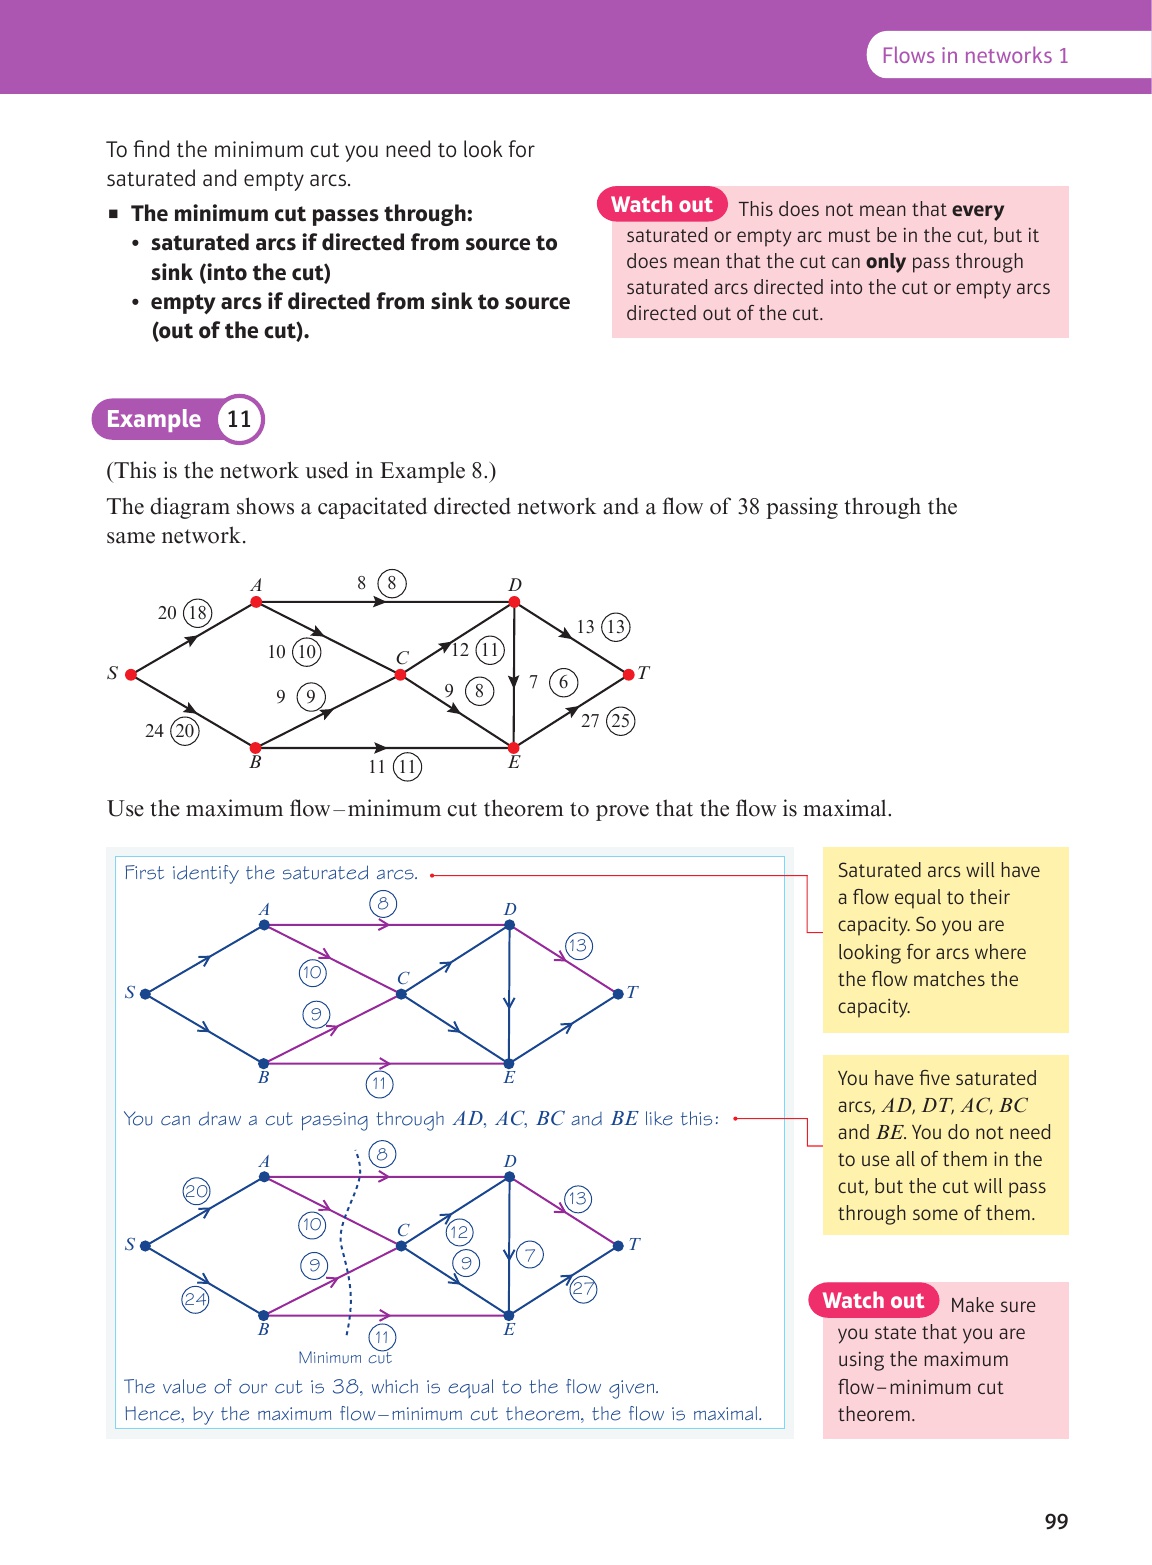 Flows in networks 1
To find the minimum cut you need to look for
saturated and empty arcs.
▪ The minimum cut passes through:
• saturated arcs if directed from source to
sink (into the cut)
• empty arcs if directed from sink to source
(out of the cut).
Watch out This does not mean that every
saturated or empty arc must be in the cut, but it
does mean that the cut can only pass through
saturated arcs directed into the cut or empty arcs
directed out of the cut.
Example 11
(This is the network used in Example 8.)
The diagram shows a capacitated directed network and a flow of 38 passing through the
same network.
A 8 8 D
20 18 13 13
10 10 C 12 11
S T
9 9 9 8 7 6
24 20 27 25
B 11 11 E
Use the maximum flow–minimum cut theorem to prove that the flow is maximal.
First identify the saturated arcs.
A 8 D
13
10 C
S T
9
B 11 E
You can draw a cut passing through AD, AC, BC and BE like this:
A 8 D
20 13
10 C 12
S T
9 9 7
24 27
B 11 E
Minimum cut
The value of our cut is 38, which is equal to the flow given.
Hence, by the maximum flow–minimum cut theorem, the flow is maximal.
Saturated arcs will have
a flow equal to their
capacity. So you are
looking for arcs where
the flow matches the
capacity.
You have five saturated
arcs, AD, DT, AC, BC
and BE. You do not need
to use all of them in the
cut, but the cut will pass
through some of them.
Watch out Make sure
you state that you are
using the maximum
flow–minimum cut
theorem.
99